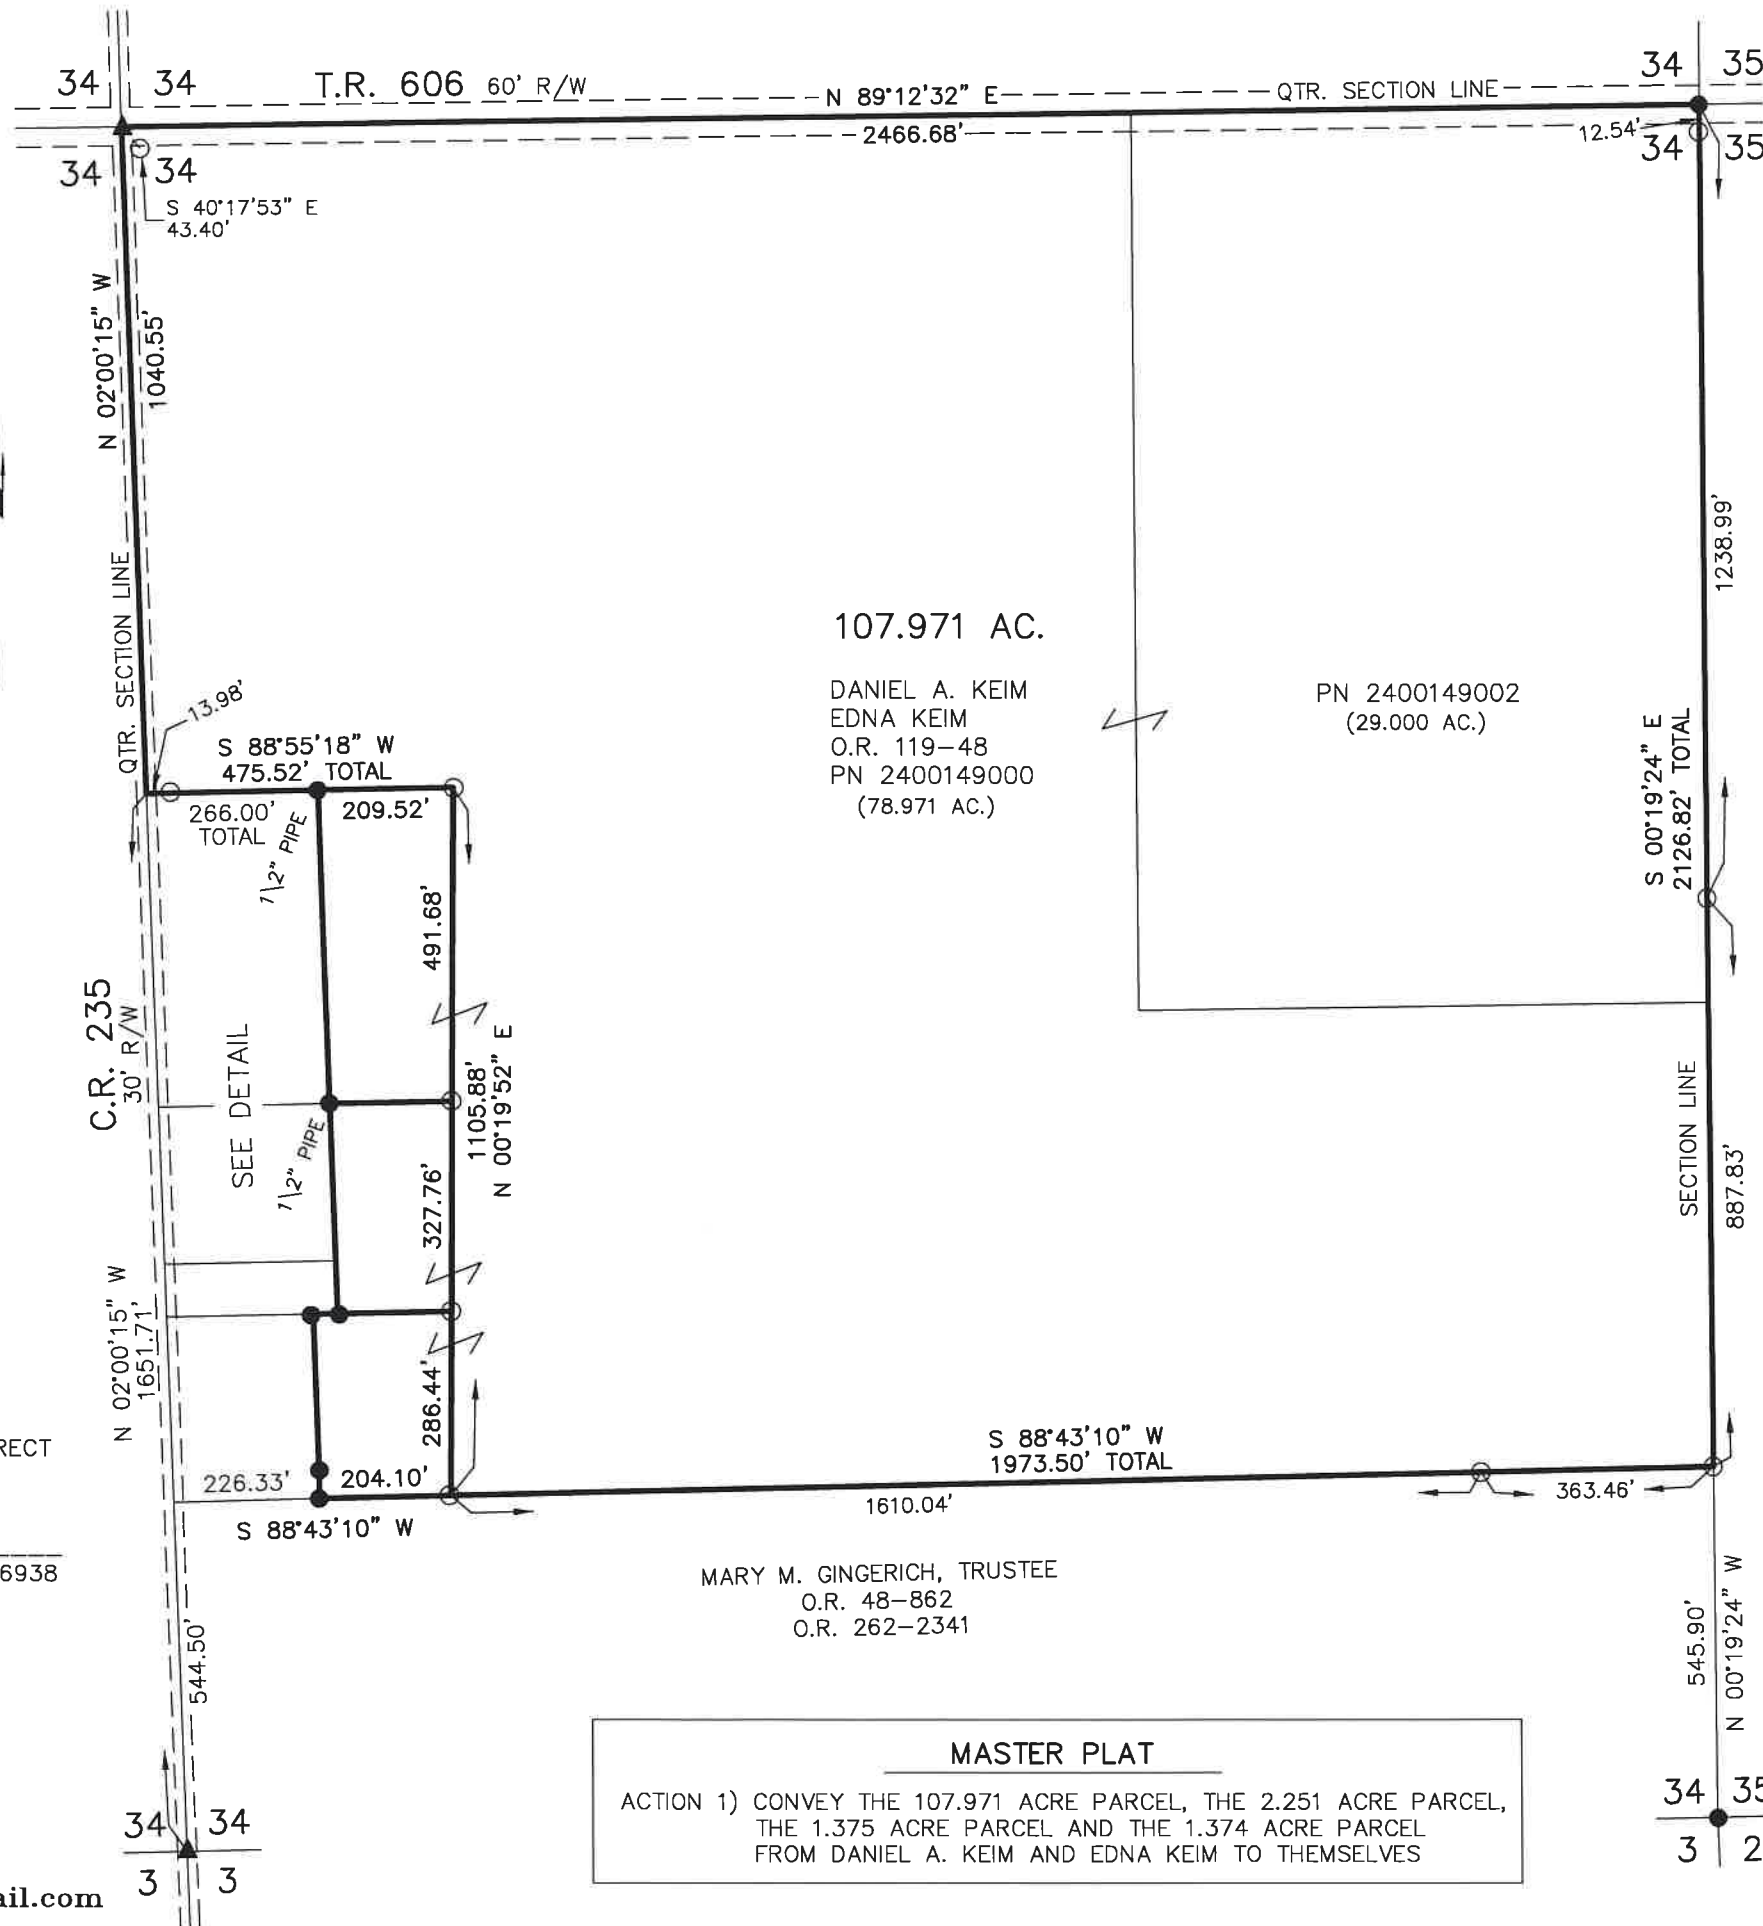 34 34
T.R. 606 60' R/W
N 89°12'32" E
QTR. SECTION LINE
34 35
2466.68'
12.54'
34 35
34 34
S 40°17'53" E
43.40'
N 02°00'15" W
1040.55'
QTR. SECTION LINE
1238.99'
107.971 AC.
DANIEL A. KEIM
EDNA KEIM
O.R. 119-48
PN 2400149000
(78.971 AC.)
PN 2400149002
(29.000 AC.)
S 00°19'24" E
2126.82' TOTAL
13.98'
S 88°55'18" W
475.52' TOTAL
266.00'
TOTAL
209.52'
1\2" PIPE
491.68'
C.R. 235
30' R/W
SEE DETAIL
1105.88'
N 00°19'52" E
1\2" PIPE
327.76'
SECTION LINE
887.83'
N 02°00'15" W
1651.71'
286.44'
RECT
226.33'
204.10'
S 88°43'10" W
S 88°43'10" W
1973.50' TOTAL
1610.04'
363.46'
6938
MARY M. GINGERICH, TRUSTEE
O.R. 48-862
O.R. 262-2341
544.50'
545.90'
N 00°19'24" W
MASTER PLAT
ACTION 1) CONVEY THE 107.971 ACRE PARCEL, THE 2.251 ACRE PARCEL,
THE 1.375 ACRE PARCEL AND THE 1.374 ACRE PARCEL
FROM DANIEL A. KEIM AND EDNA KEIM TO THEMSELVES
34 34
3 3
34 35
3 2
ail.com